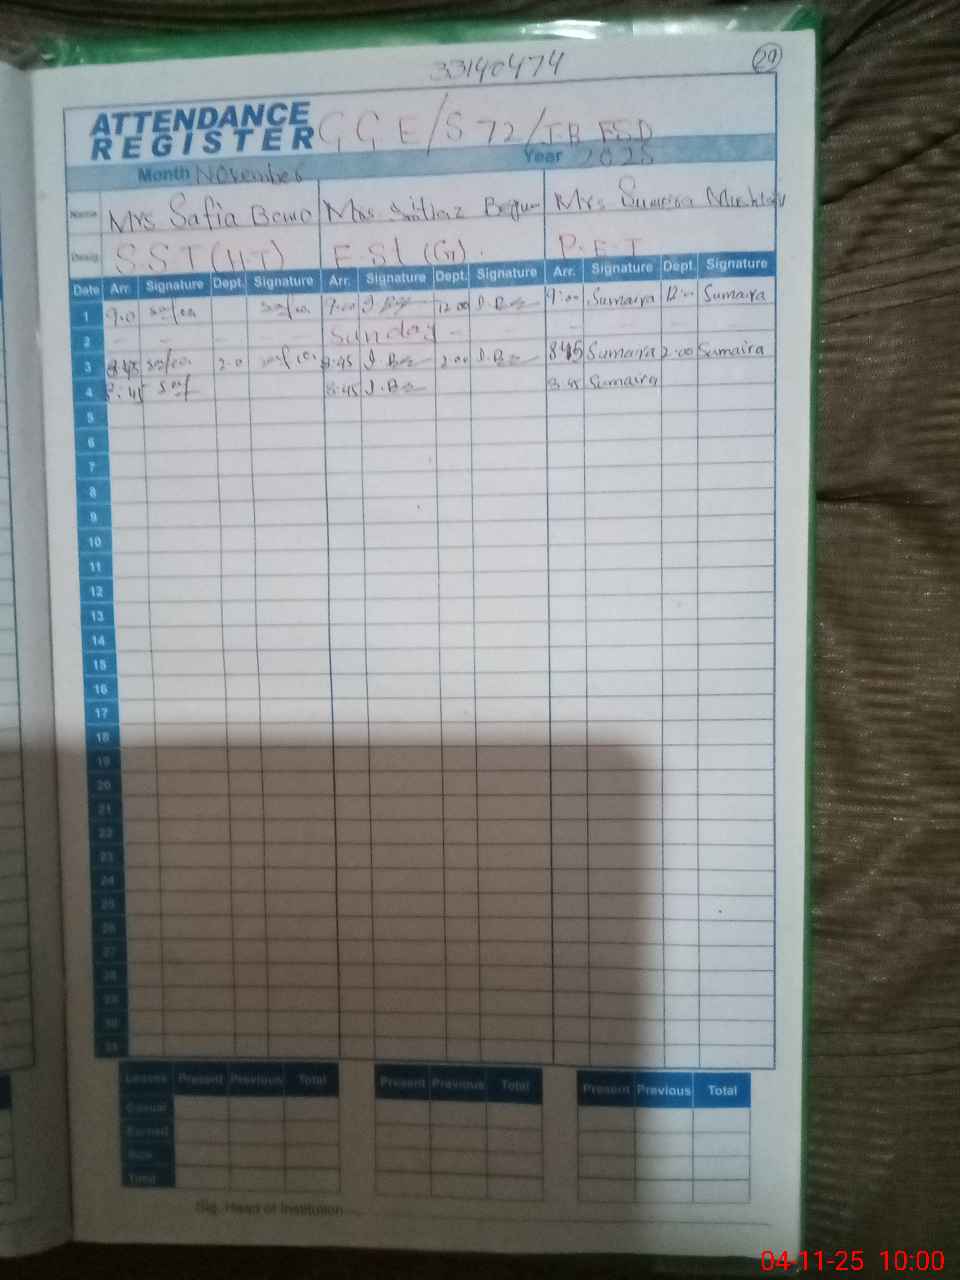 33140474 29
ATTENDANCE REGISTER G G E/S 72/T.B F.S.D
Month November Year 2025
Name Mrs Safia Bano Mrs Imtiaz Begum Mrs Sumaira Mushtaq
Desig. S.S.T (H.T) E.S.T (G). P.E.T
Date Arr. Signature Dept. Signature Arr. Signature Dept. Signature Arr. Signature Dept. Signature
1 9.0 Safia Safia 9.00 I.B 12.00 I.B 9:00 Sumaira 12:00 Sumaira
2 Sunday
3 8:45 Safia 2.0 Safia 8:45 I.B 2:00 I.B 8:45 Sumaira 2:00 Sumaira
4 8:45 Saf 8:45 I.B 8:45 Sumaira
5
6
7
8
9
10
11
12
13
14
15
16
17
18
19
20
21
22
23
24
25
26
27
28
29
30
31
Leaves Present Previous Total Present Previous Total Present Previous Total
Casual
Earned
Sick
Total
Sig. Head of Institution
04-11-25 10:00